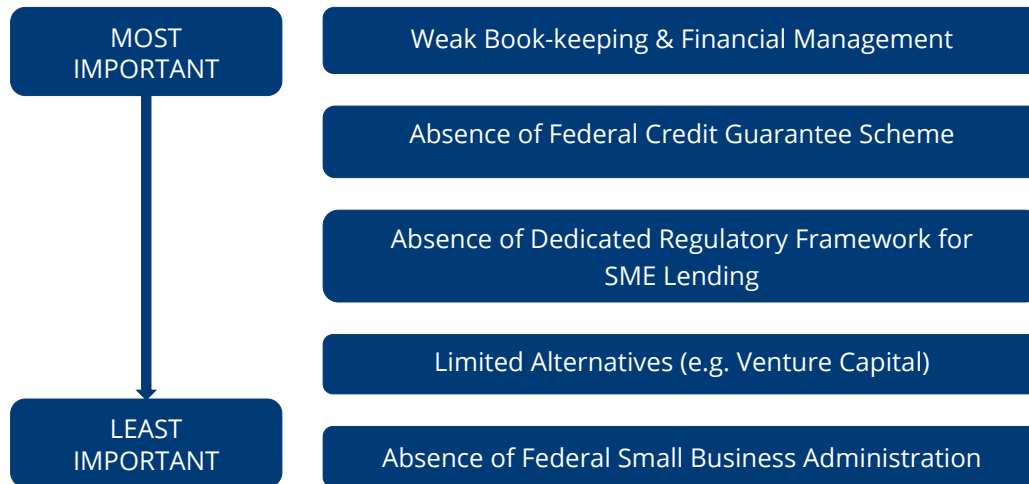 MOST
IMPORTANT
Weak Book-keeping & Financial Management
Absence of Federal Credit Guarantee Scheme
Absence of Dedicated Regulatory Framework for
SME Lending
Limited Alternatives (e.g. Venture Capital)
LEAST
IMPORTANT
Absence of Federal Small Business Administration